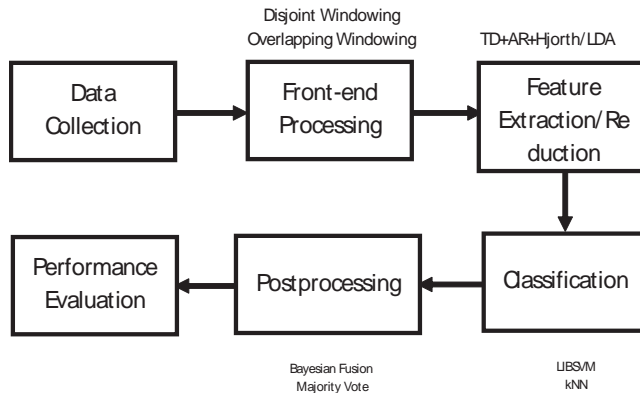 Disjoint Windowing
Overlapping Windowing
TD+AR+Hjorth/LDA
Data
Collection
Front-end
Processing
Feature
Extraction/Re
duction
Performance
Evaluation
Postprocessing
Classification
Bayesian Fusion
Majority Vote
LIBSVM
kNN